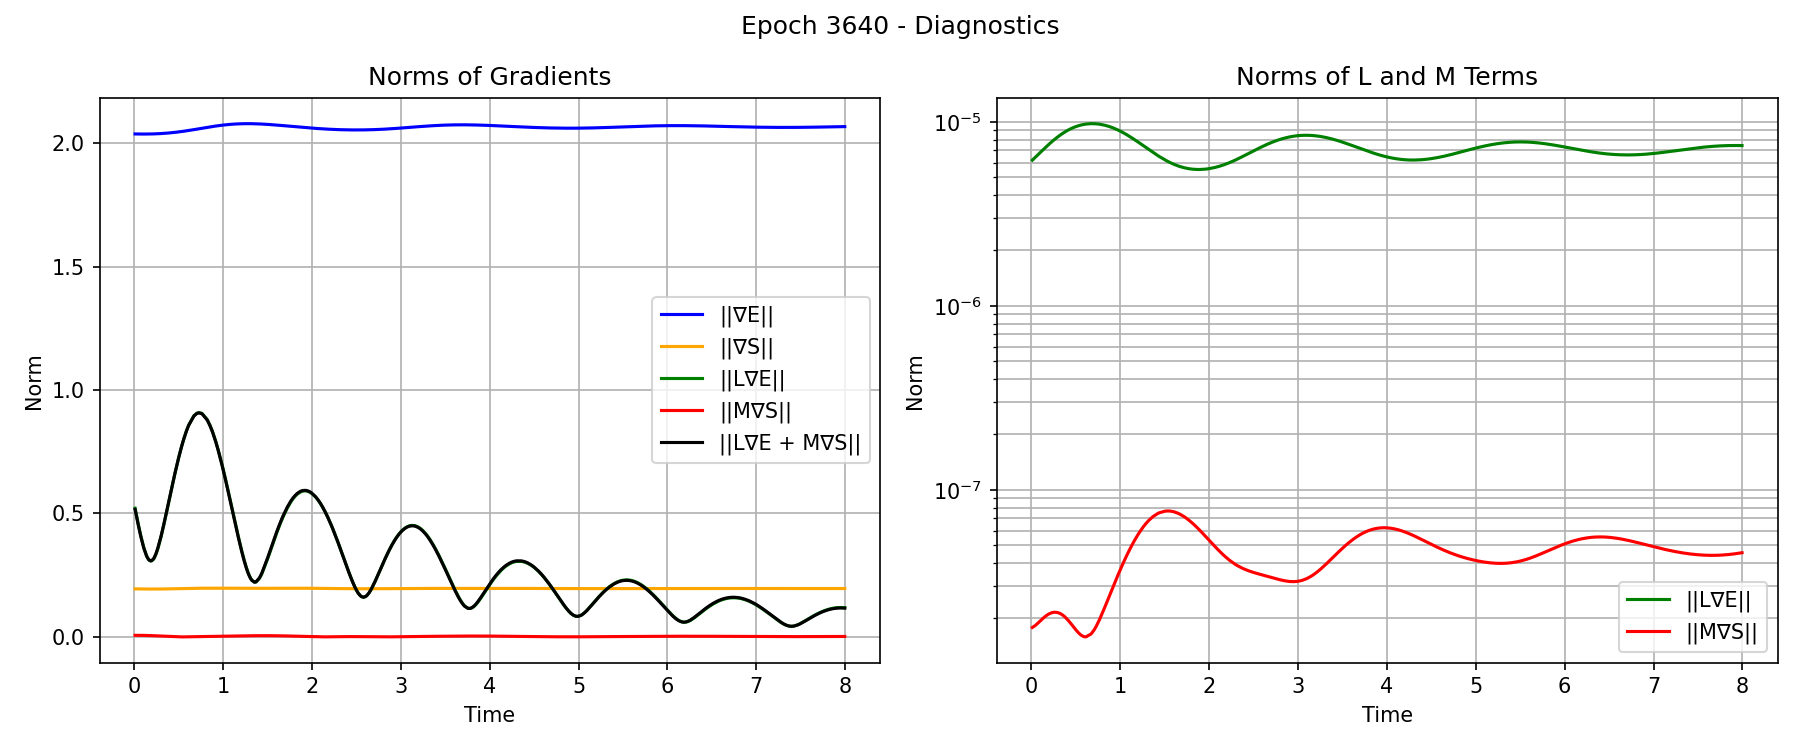 Epoch 3640 - Diagnostics
Norms of Gradients
Norm
2.0
1.5
1.0
0.5
0.0
||∇E||
||∇S||
||L∇E||
||M∇S||
||L∇E + M∇S||
0 1 2 3 4 5 6 7 8
Time
Norms of L and M Terms
Norm
10⁻⁵
10⁻⁶
10⁻⁷
||L∇E||
||M∇S||
0 1 2 3 4 5 6 7 8
Time